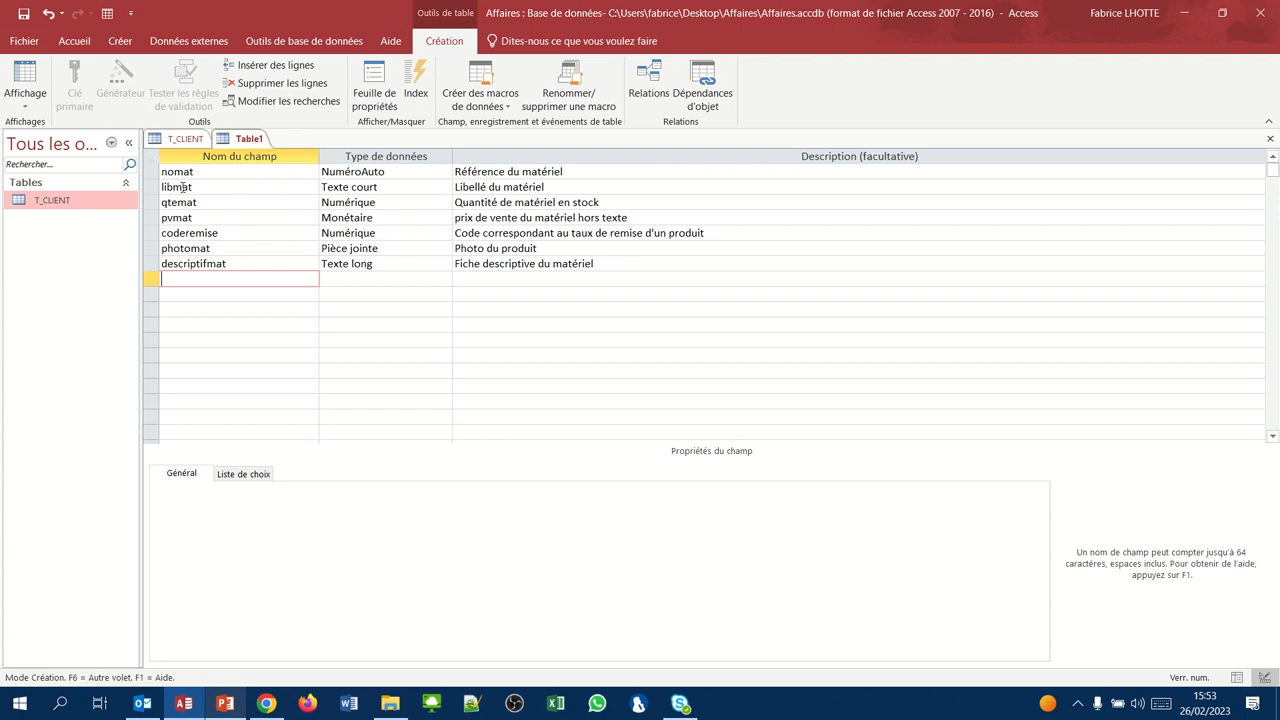 Outils de table
Affaires : Base de données- C:\Users\fabrice\Desktop\Affaires\Affaires.accdb (format de fichier Access 2007 - 2016) - Access
Fabrice LHOTTE
Fichier
Accueil
Créer
Données externes
Outils de base de données
Aide
Création
Dites-nous ce que vous voulez faire
Affichage
Clé primaire
Générateur
Tester les règles de validation
Insérer des lignes
Supprimer les lignes
Modifier les recherches
Feuille de propriétés
Index
Créer des macros de données
Renommer/ supprimer une macro
Relations
Dépendances d'objet
Affichages
Outils
Afficher/Masquer
Champ, enregistrement et événements de table
Relations
Tous les o...
Rechercher...
Tables
T_CLIENT
T_CLIENT
Table1
Nom du champ Type de données Description (facultative)
nomat NuméroAuto Référence du matériel
libmat Texte court Libellé du matériel
qtemat Numérique Quantité de matériel en stock
pvmat Monétaire prix de vente du matériel hors texte
coderemise Numérique Code correspondant au taux de remise d'un produit
photomat Pièce jointe Photo du produit
descriptifmat Texte long Fiche descriptive du matériel
Propriétés du champ
Général
Liste de choix
Un nom de champ peut compter jusqu'à 64
caractères, espaces inclus. Pour obtenir de l'aide,
appuyez sur F1.
Mode Création. F6 = Autre volet. F1 = Aide.
Verr. num.
15:53
26/02/2023